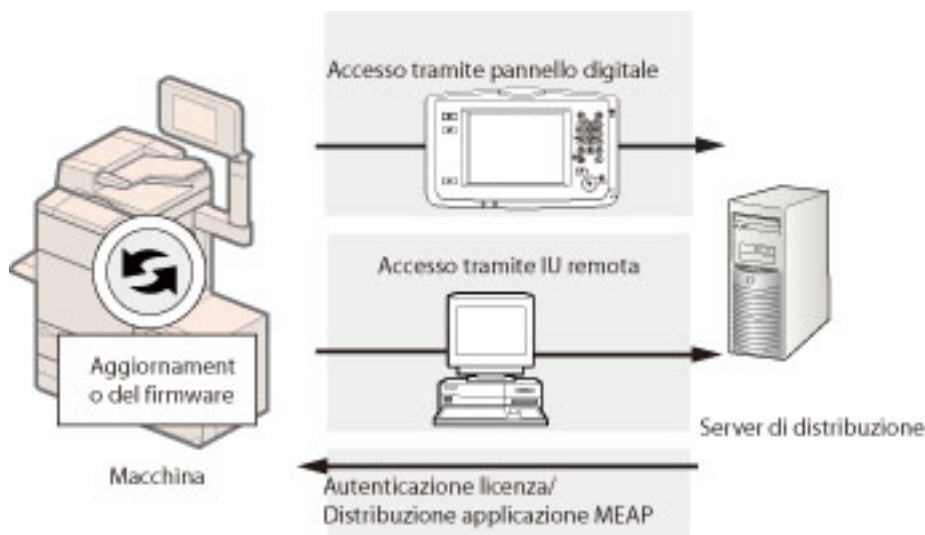 Accesso tramite pannello digitale
Accesso tramite IU remota
Aggiornament
o del firmware
Macchina
Server di distribuzione
Autenticazione licenza/
Distribuzione applicazione MEAP